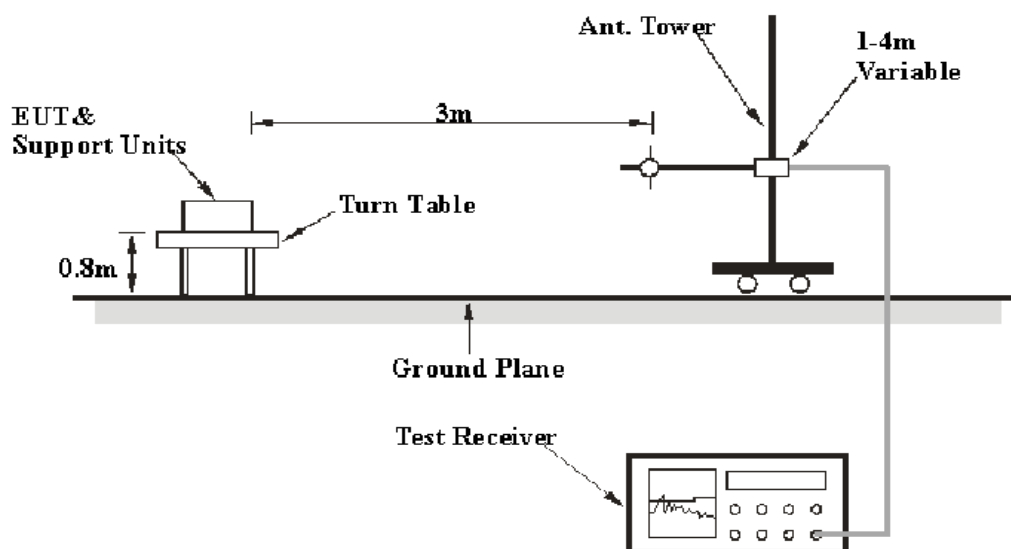 Ant. Tower
1-4m
Variable
EUT&
Support Units
3m
Turn Table
0.8m
Ground Plane
Test Receiver